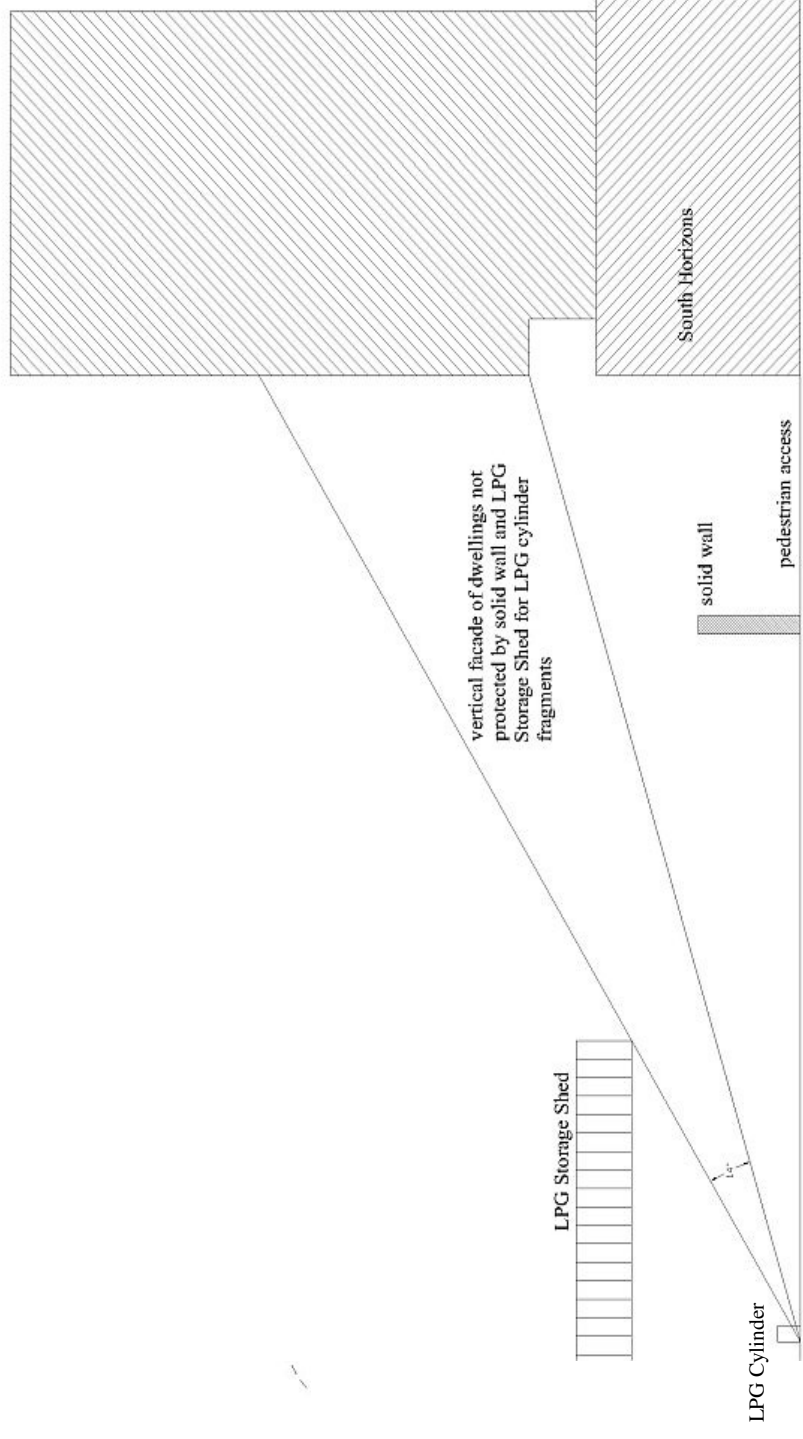 South Horizons
vertical facade of dwellings not
protected by solid wall and LPG
Storage Shed for LPG cylinder
fragments
solid wall
pedestrian access
LPG Storage Shed
14°
LPG Cylinder